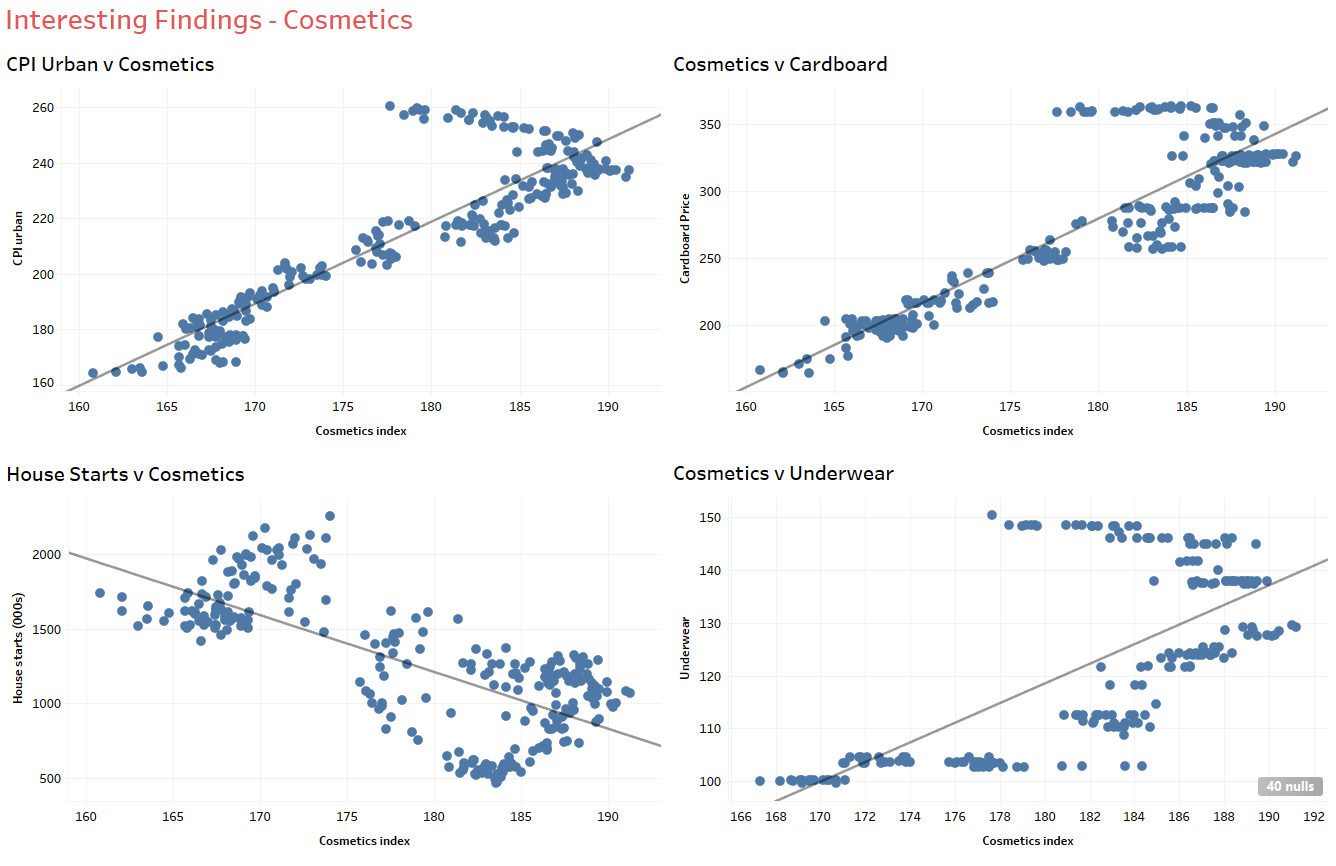 Interesting Findings - Cosmetics
CPI Urban v Cosmetics
260
240
220
200
180
160
CPI urban
160 165 170 175 180 185 190
Cosmetics index
Cosmetics v Cardboard
350
300
250
200
Cardboard Price
160 165 170 175 180 185 190
Cosmetics index
House Starts v Cosmetics
2000
1500
1000
500
House starts (000s)
160 165 170 175 180 185 190
Cosmetics index
Cosmetics v Underwear
150
140
130
120
110
100
Underwear
40 nulls
166 168 170 172 174 176 178 180 182 184 186 188 190 192
Cosmetics index